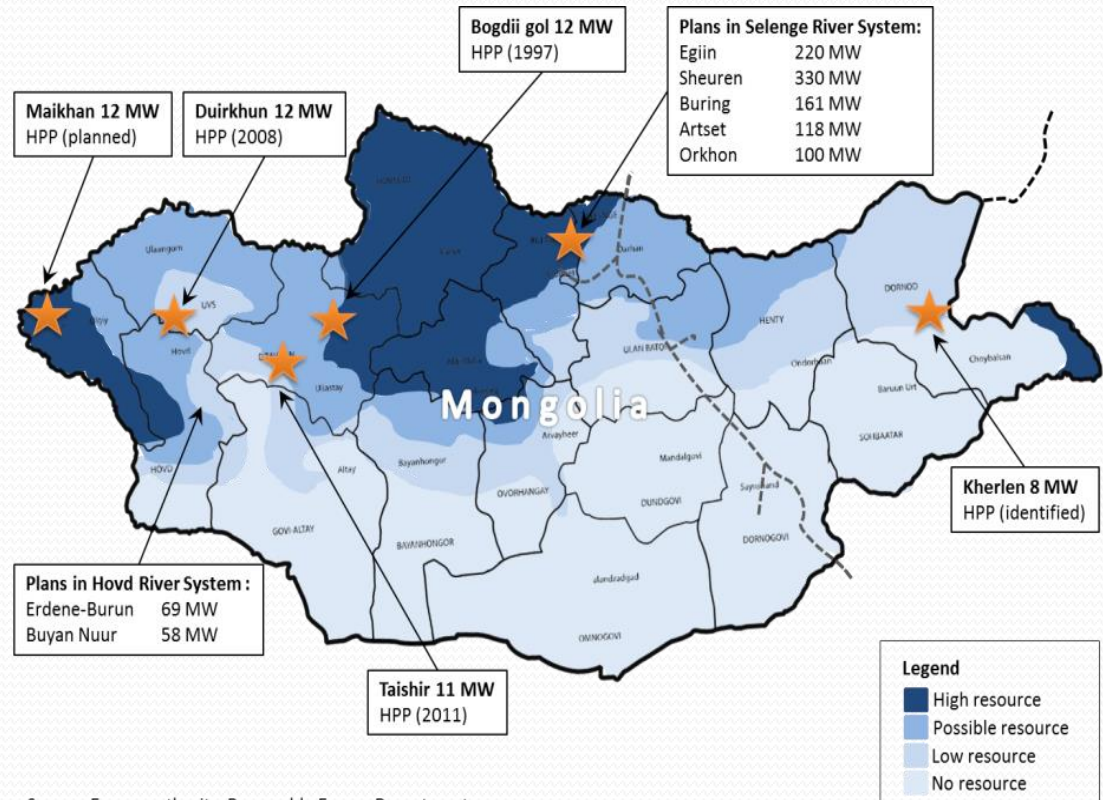 Bogdii gol 12 MW
HPP (1997)
Plans in Selenge River System:
Egiin 220 MW
Sheuren 330 MW
Buring 161 MW
Artset 118 MW
Orkhon 100 MW
Maikhan 12 MW
HPP (planned)
Duirkhun 12 MW
HPP (2008)
Ulaangum
UVS
Hovd
Uliastay
Darhan
DORNOD
HENTY
ULAN BATOR
Ondorhaan
Choybalsan
Baruun Urt
Mongolia
Arvayheer
SOHBAATAR
HOVD
Altay
Bayanhongor
Mandalgovi
OVORHANGAY
DUNDGOVI
GOVI-ALTAY
BAYANHONGOR
DORNOGOVI
OMNOGOVI
Kherlen 8 MW
HPP (identified)
Plans in Hovd River System :
Erdene-Burun 69 MW
Buyan Nuur 58 MW
Taishir 11 MW
HPP (2011)
Legend
High resource
Possible resource
Low resource
No resource